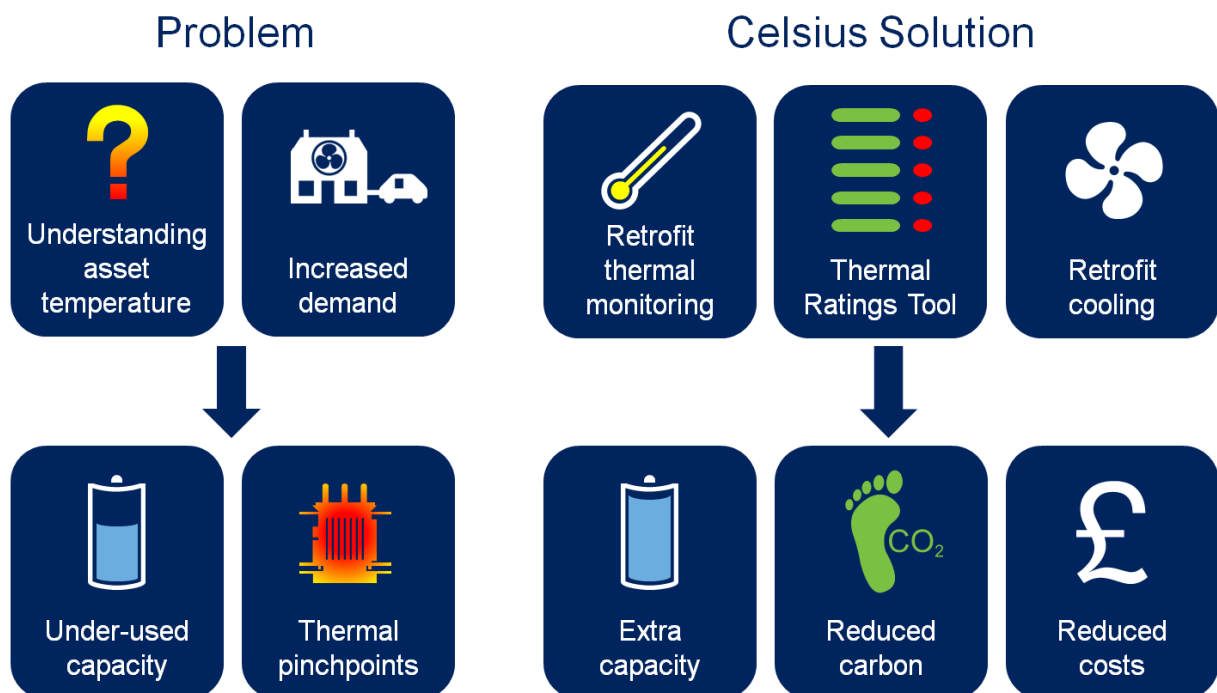 Problem
Celsius Solution
?
Understanding
asset
temperature
Increased
demand
Retrofit
thermal
monitoring
Thermal
Ratings Tool
Retrofit
cooling
Under-used
capacity
Thermal
pinchpoints
Extra
capacity
CO₂
Reduced
carbon
£
Reduced
costs